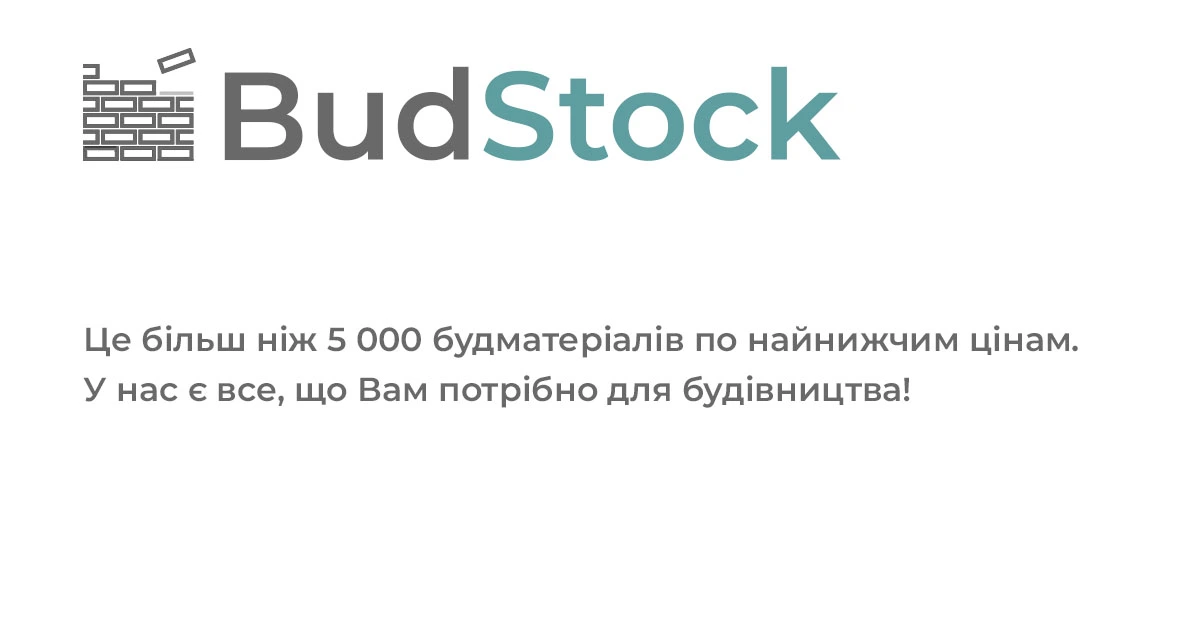 BudStock
Це більш ніж 5 000 будматеріалів по найнижчим цінам.
У нас є все, що Вам потрібно для будівництва!